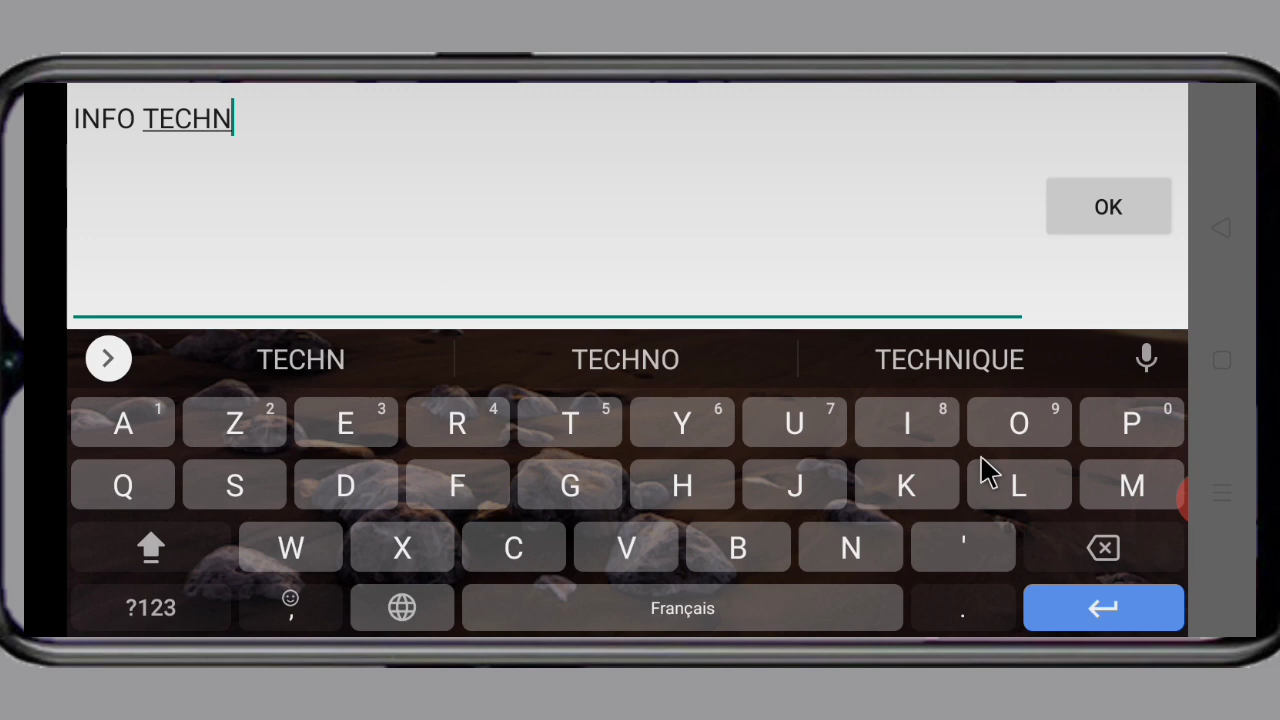 INFO TECHN
OK
TECHN TECHNO TECHNIQUE
A 1 Z 2 E 3 R 4 T 5 Y 6 U 7 I 8 O 9 P 0
Q S D F G H J K L M
W X C V B N '
?123 , Français .